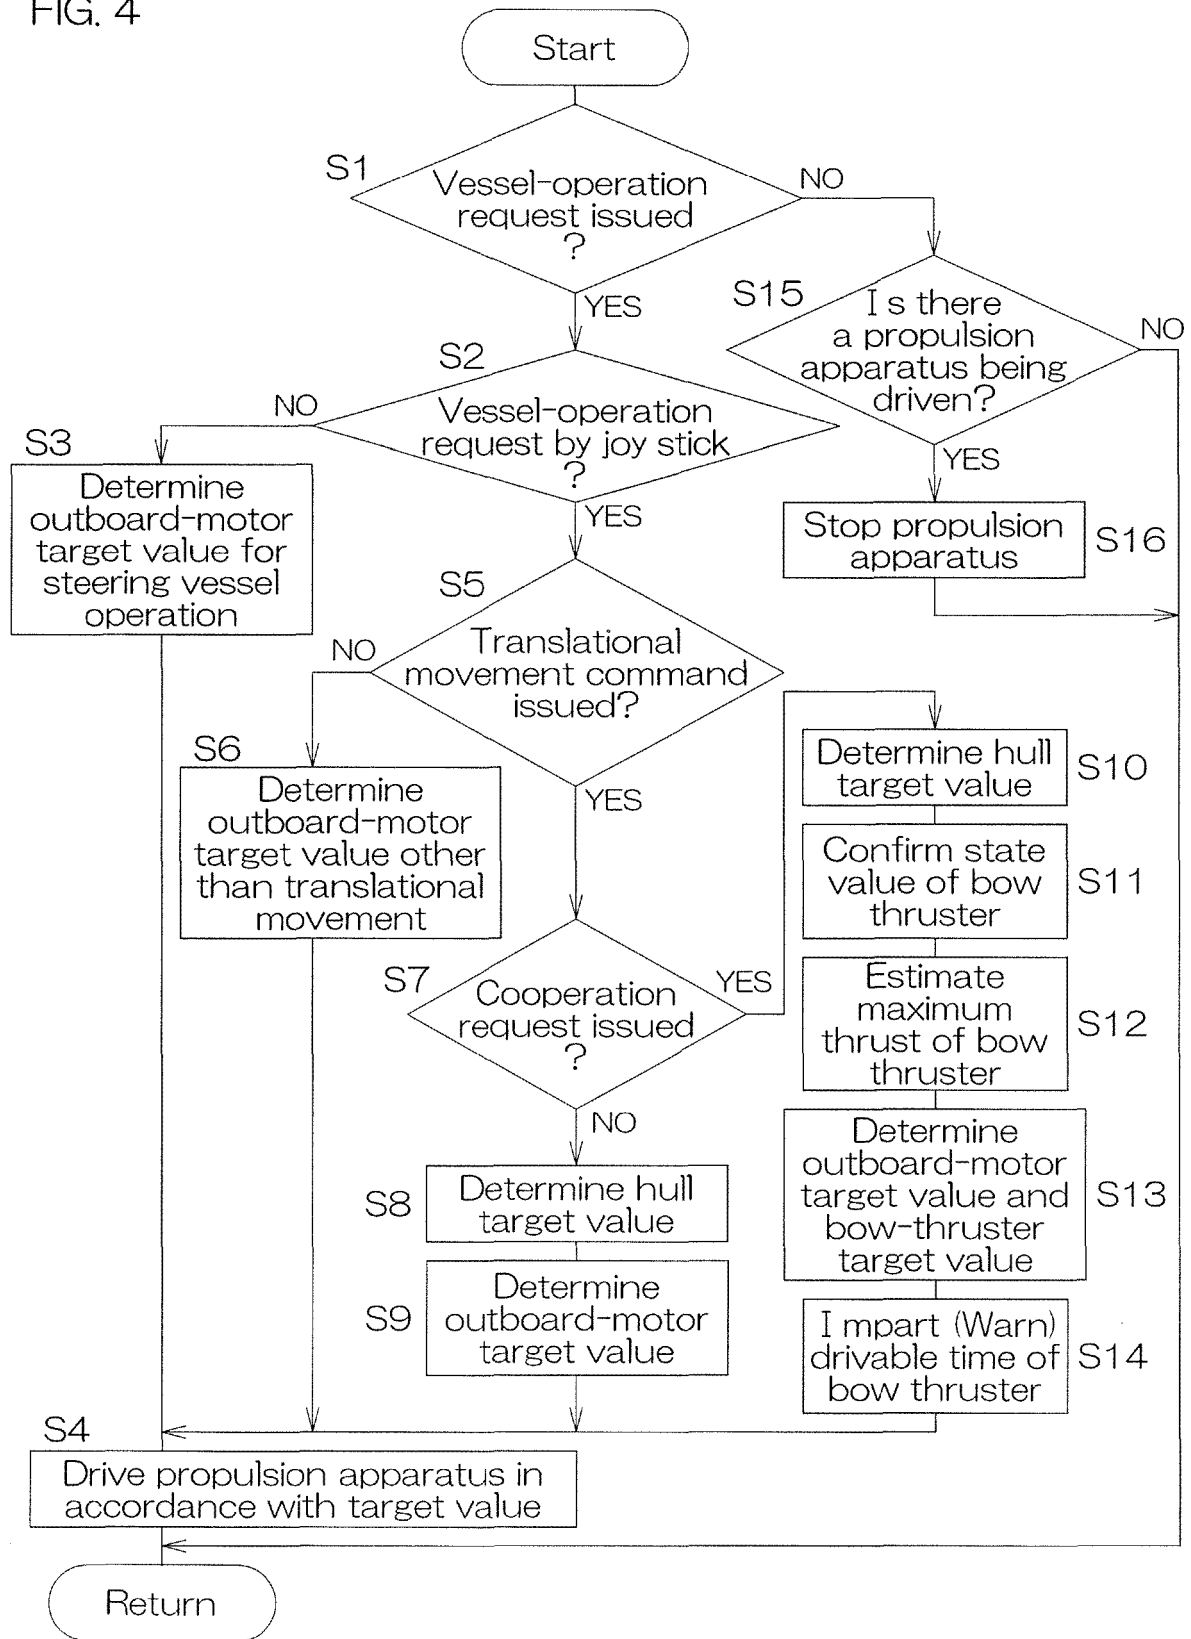 FIG. 4
Start
S1
Vessel-operation
request issued
?
NO
YES
S15
I s there
a propulsion
apparatus being
driven?
NO
YES
S2
Vessel-operation
request by joy stick
?
NO
YES
S3
Determine
outboard-motor
target value for
steering vessel
operation
Stop propulsion
apparatus
S16
S5
Translational
movement command
issued?
NO
YES
S6
Determine
outboard-motor
target value other
than translational
movement
S7
Cooperation
request issued
?
YES
NO
Determine hull
target value
S10
Confirm state
value of bow
thruster
S11
Estimate
maximum
thrust of bow
thruster
S12
Determine
outboard-motor
target value and
bow-thruster
target value
S13
I mpart (Warn)
drivable time of
bow thruster
S14
S8
Determine hull
target value
S9
Determine
outboard-motor
target value
S4
Drive propulsion apparatus in
accordance with target value
Return